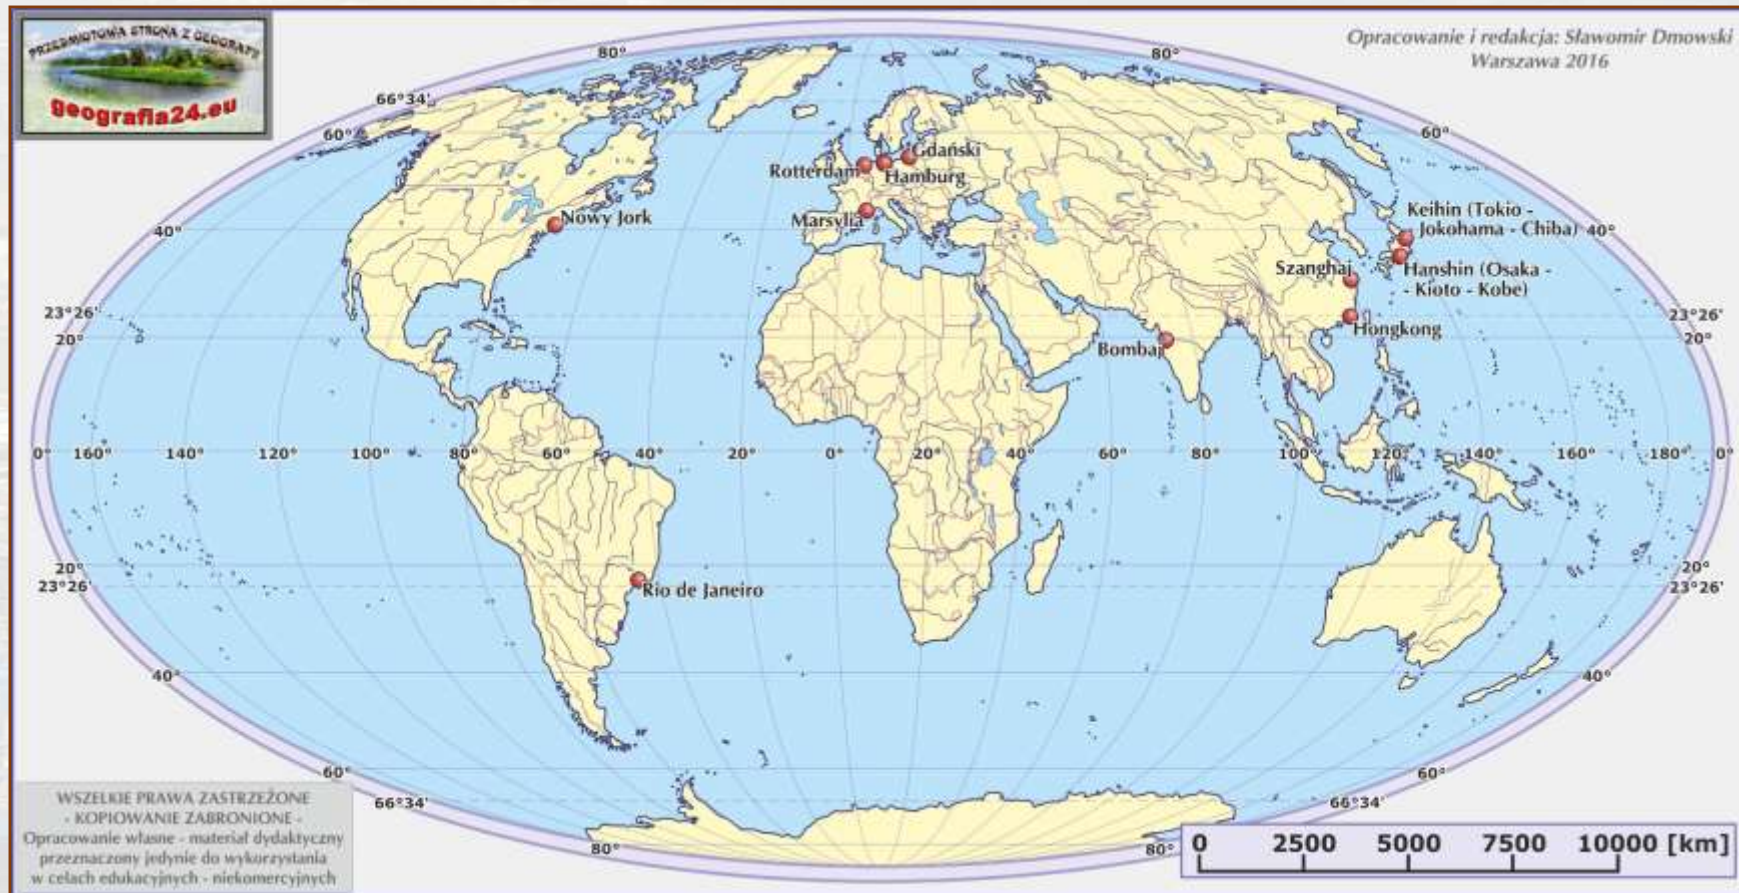 PRZEDMIOTOWA STRONA Z GEOGRAFII
geografia24.eu
Opracowanie i redakcja: Sławomir Dmowski
Warszawa 2016
80° 80°
66°34'
60° 60°
Gdański
Rotterdam
Hamburg
Marsylia
Nowy Jork
Keihin (Tokio -
Jokohama - Chiba)
40° 40°
Szanghaj
Hanshin (Osaka -
- Kioto - Kobe)
23°26' 23°26'
Hongkong
20° 20°
Bombaj
0° 160° 140° 120° 100° 80° 60° 40° 20° 0° 20° 40° 60° 80° 100° 120° 140° 160° 180° 0°
20° 20°
23°26' 23°26'
Rio de Janeiro
40° 40°
60° 60°
66°34' 66°34'
80° 80°
WSZELKIE PRAWA ZASTRZEŻONE
- KOPIOWANIE ZABRONIONE -
Opracowanie własne - materiał dydaktyczny
przeznaczony jedynie do wykorzystania
w celach edukacyjnych - niekomercyjnych
0 2500 5000 7500 10000 [km]